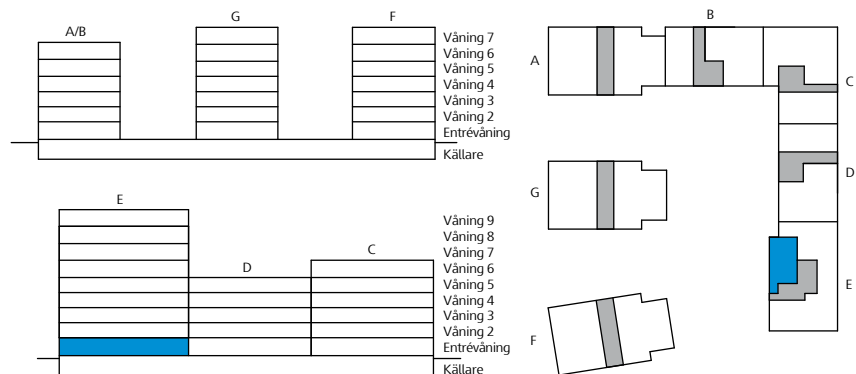 A/B
G
F
Våning 7
Våning 6
Våning 5
Våning 4
Våning 3
Våning 2
Entrévåning
Källare
E
D
C
Våning 9
Våning 8
Våning 7
Våning 6
Våning 5
Våning 4
Våning 3
Våning 2
Entrévåning
Källare
B
A
C
D
G
E
F